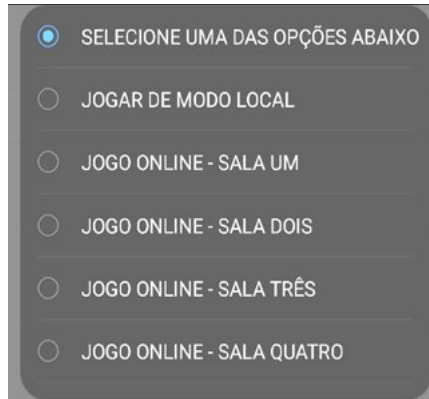 SELECIONE UMA DAS OPÇÕES ABAIXO
JOGAR DE MODO LOCAL
JOGO ONLINE - SALA UM
JOGO ONLINE - SALA DOIS
JOGO ONLINE - SALA TRÊS
JOGO ONLINE - SALA QUATRO